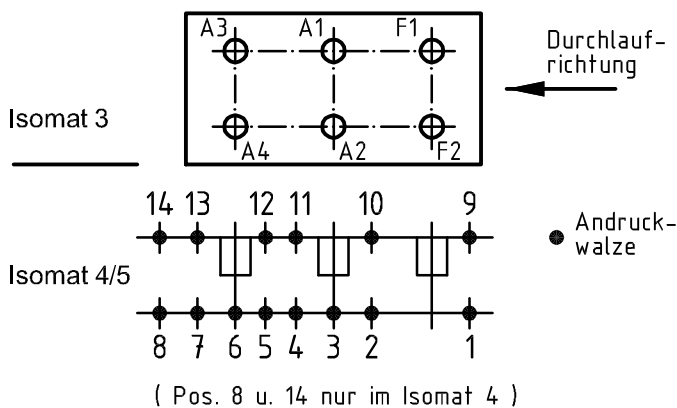 A3 A1 F1
Durchlauf-
richtung
Isomat 3
A4 A2 F2
14 13 12 11 10 9
Andruck-
walze
Isomat 4/5
8 7 6 5 4 3 2 1
( Pos. 8 u. 14 nur im Isomat 4 )